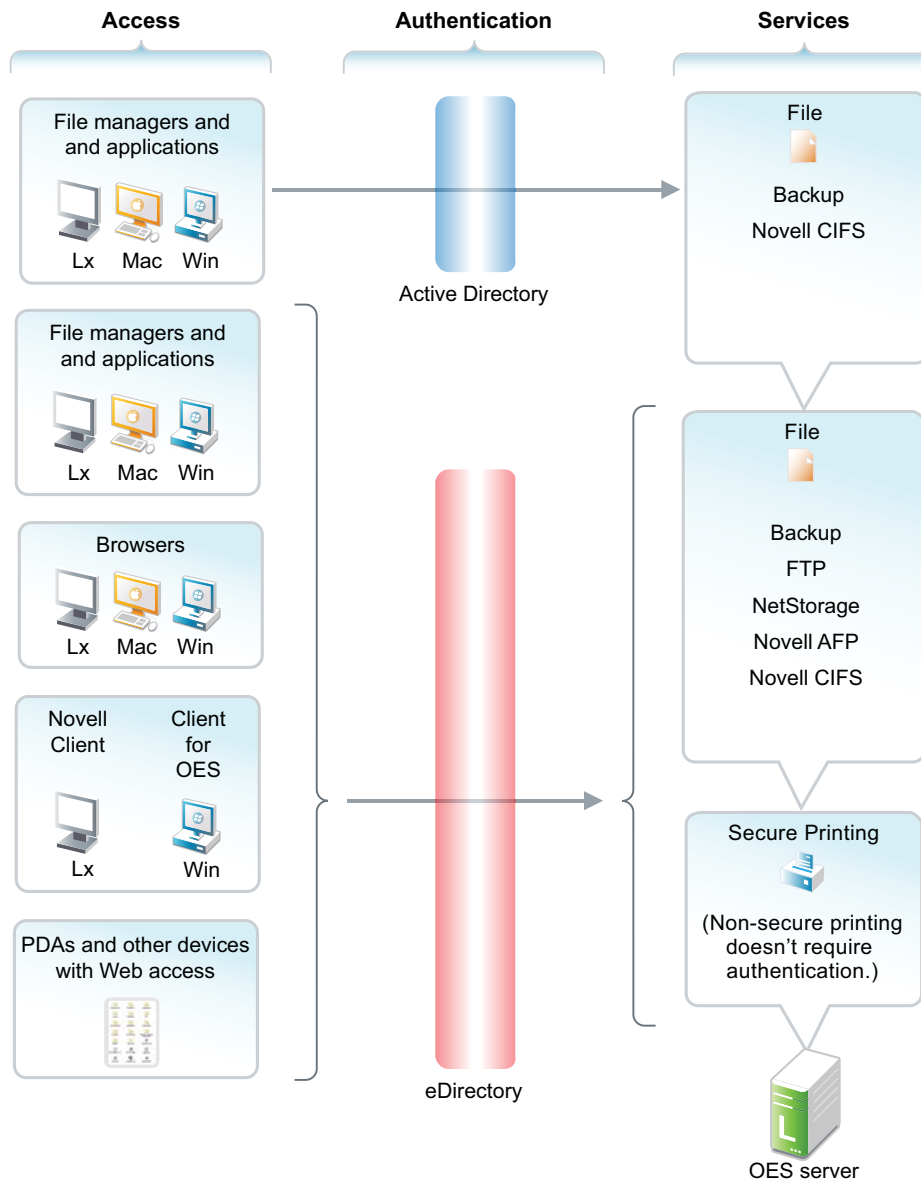 Access
Authentication
Services
File managers and
and applications
Lx
Mac
Win
Active Directory
File
Backup
Novell CIFS
File managers and
and applications
Lx
Mac
Win
Browsers
Lx
Mac
Win
Novell
Client
Client
for
OES
Lx
Win
PDAs and other devices
with Web access
eDirectory
File
Backup
FTP
NetStorage
Novell AFP
Novell CIFS
Secure Printing
(Non-secure printing
doesn't require
authentication.)
L
OES server